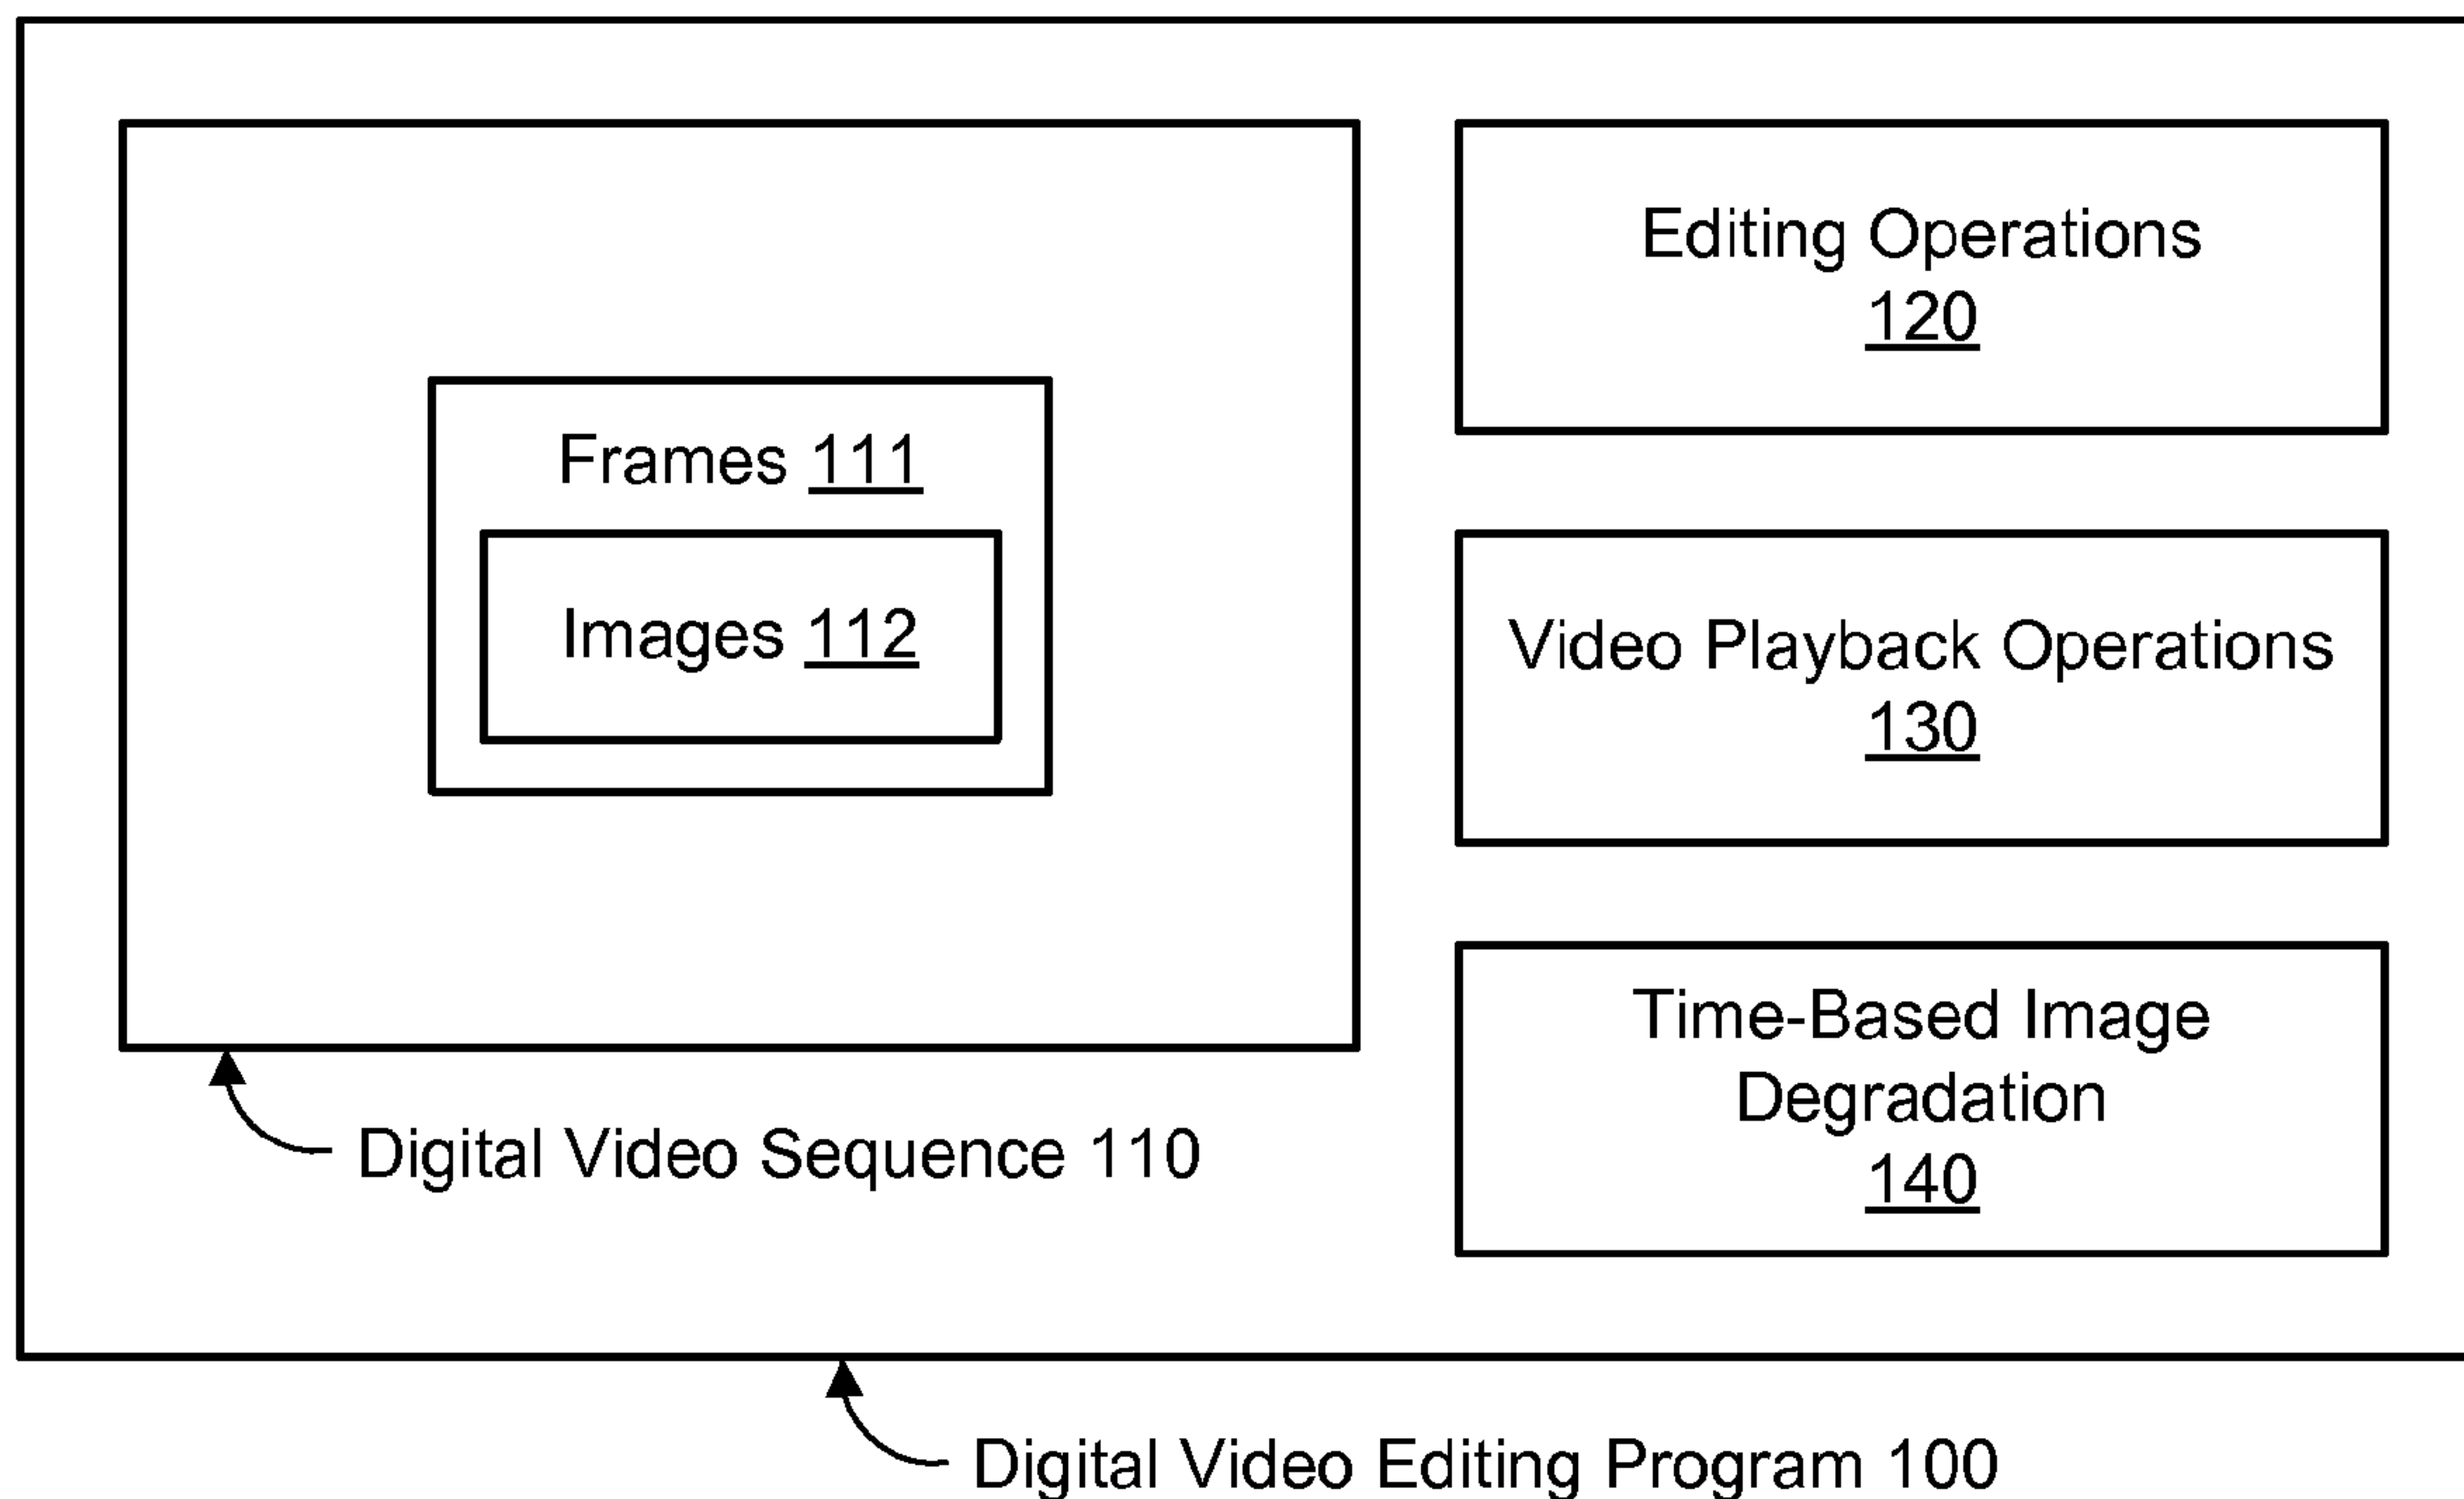 Frames 111
Images 112
Digital Video Sequence 110
Editing Operations
120
Video Playback Operations
130
Time-Based Image
Degradation
140
Digital Video Editing Program 100